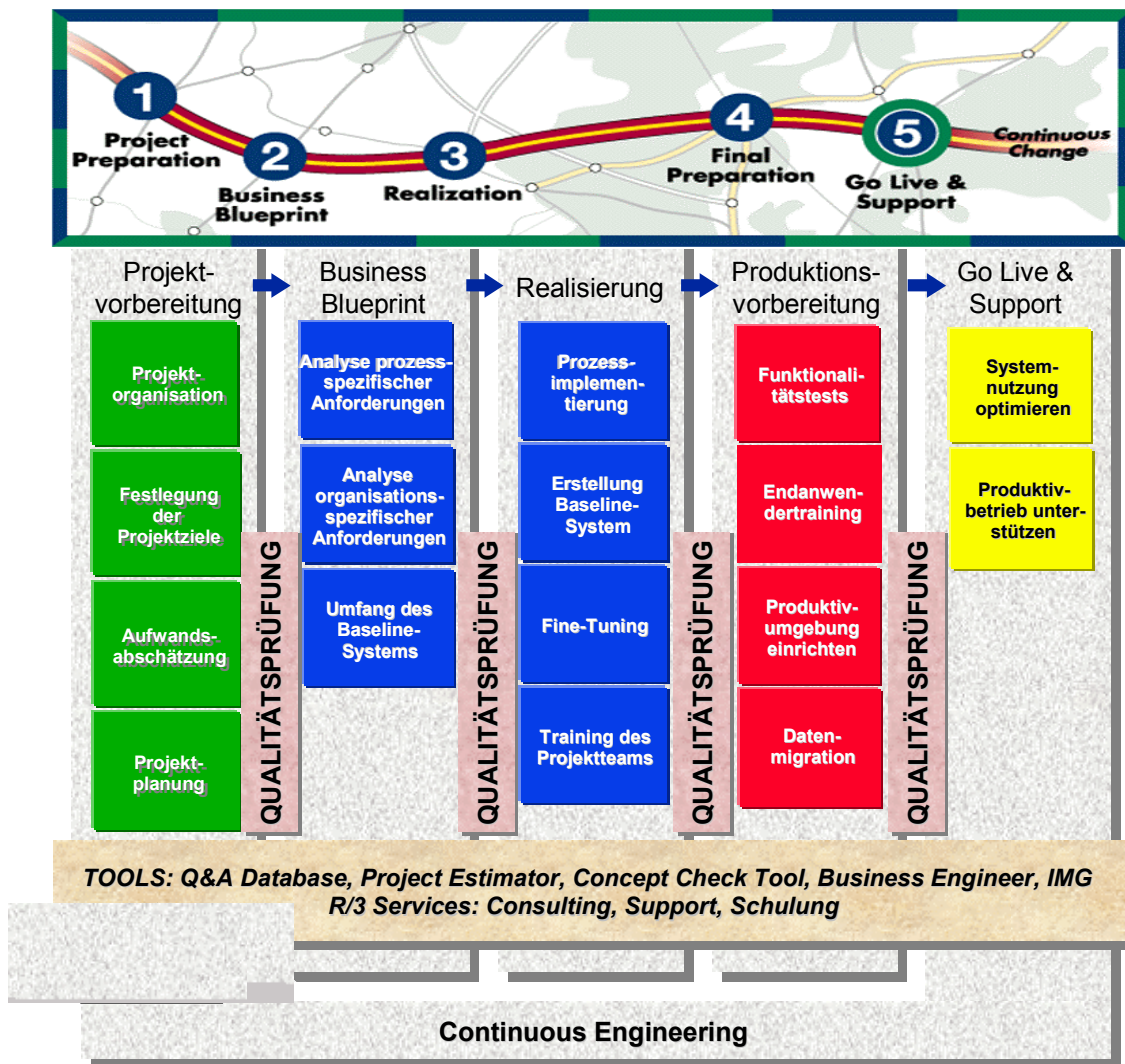 1
Project
Preparation
2
Business
Blueprint
3
Realization
4
Final
Preparation
5
Go Live &
Support
Continuous
Change
Projekt-
vorbereitung
Business
Blueprint
Realisierung
Produktions-
vorbereitung
Go Live &
Support
Projekt-
organisation
Festlegung
der
Projektziele
Aufwands-
abschätzung
Projekt-
planung
QUALITÄTSPRÜFUNG
Analyse prozess-
spezifischer
Anforderungen
Analyse
organisations-
spezifischer
Anforderungen
Umfang des
Baseline-
Systems
QUALITÄTSPRÜFUNG
Prozess-
implemen-
tierung
Erstellung
Baseline-
System
Fine-Tuning
Training des
Projektteams
QUALITÄTSPRÜFUNG
Funktionali-
tätstests
Endanwen-
dertraining
Produktiv-
umgebung
einrichten
Daten-
migration
QUALITÄTSPRÜFUNG
System-
nutzung
optimieren
Produktiv-
betrieb unter-
stützen
TOOLS: Q&A Database, Project Estimator, Concept Check Tool, Business Engineer, IMG
R/3 Services: Consulting, Support, Schulung
Continuous Engineering